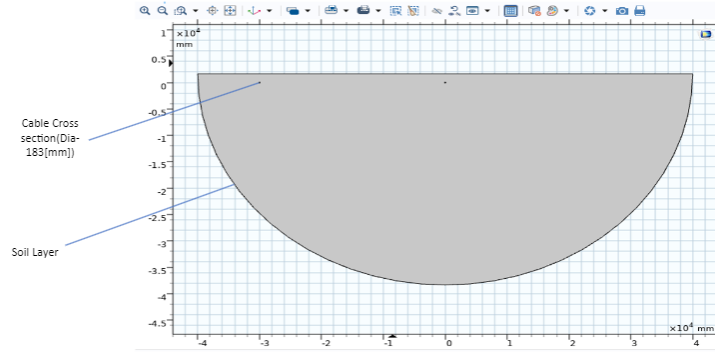 1
×10⁴
mm
0.5
0
-0.5
-1
-1.5
-2
-2.5
-3
-3.5
-4
-4.5
Cable Cross
section(Dia-
183[mm])
Soil Layer
×10⁴ mm
-4 -3 -2 -1 0 1 2 3 4